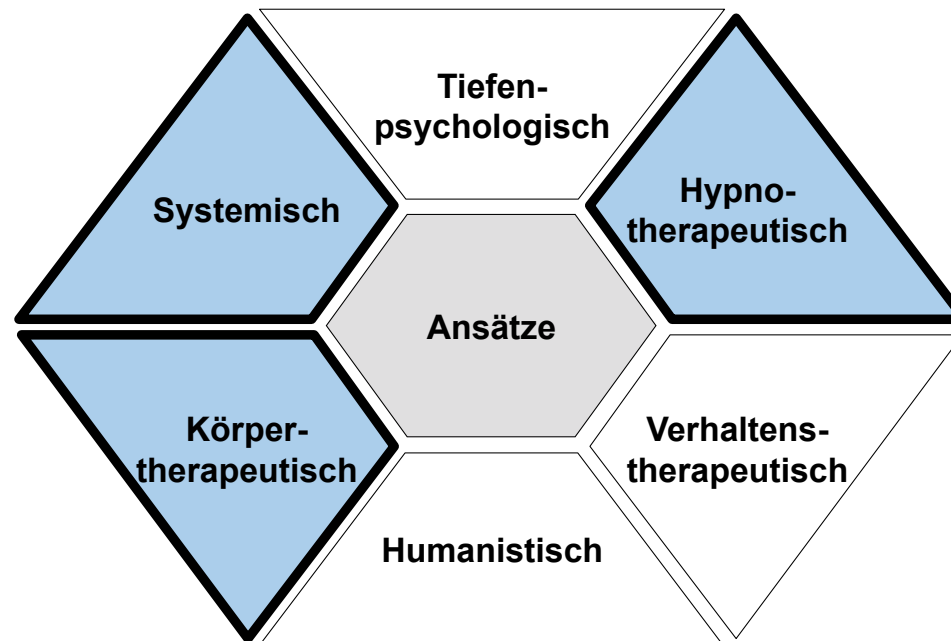 Tiefen-
psychologisch
Systemisch
Hypno-
therapeutisch
Ansätze
Körper-
therapeutisch
Verhaltens-
therapeutisch
Humanistisch